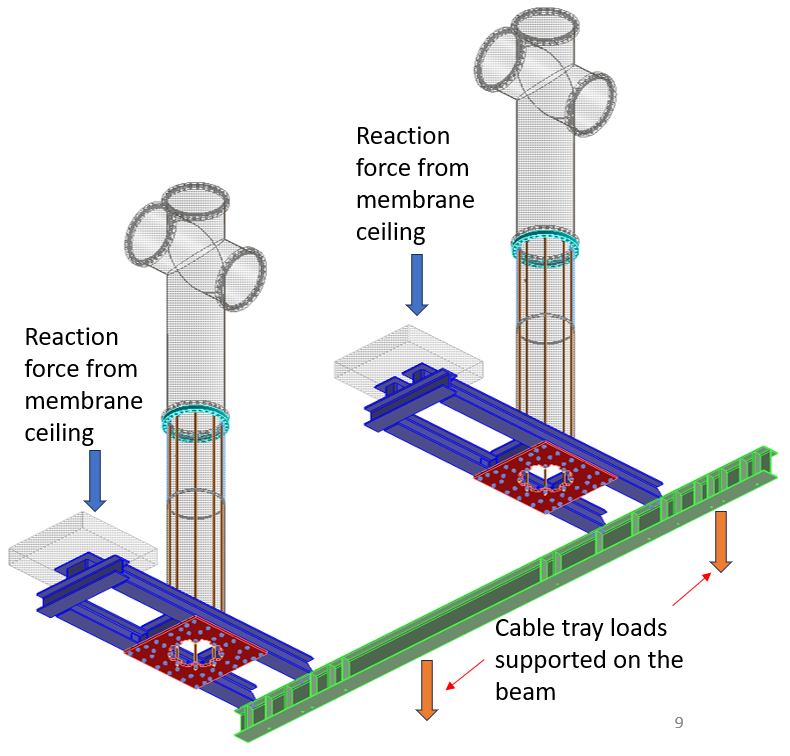 Reaction
force from
membrane
ceiling
Reaction
force from
membrane
ceiling
Cable tray loads
supported on the
beam
9